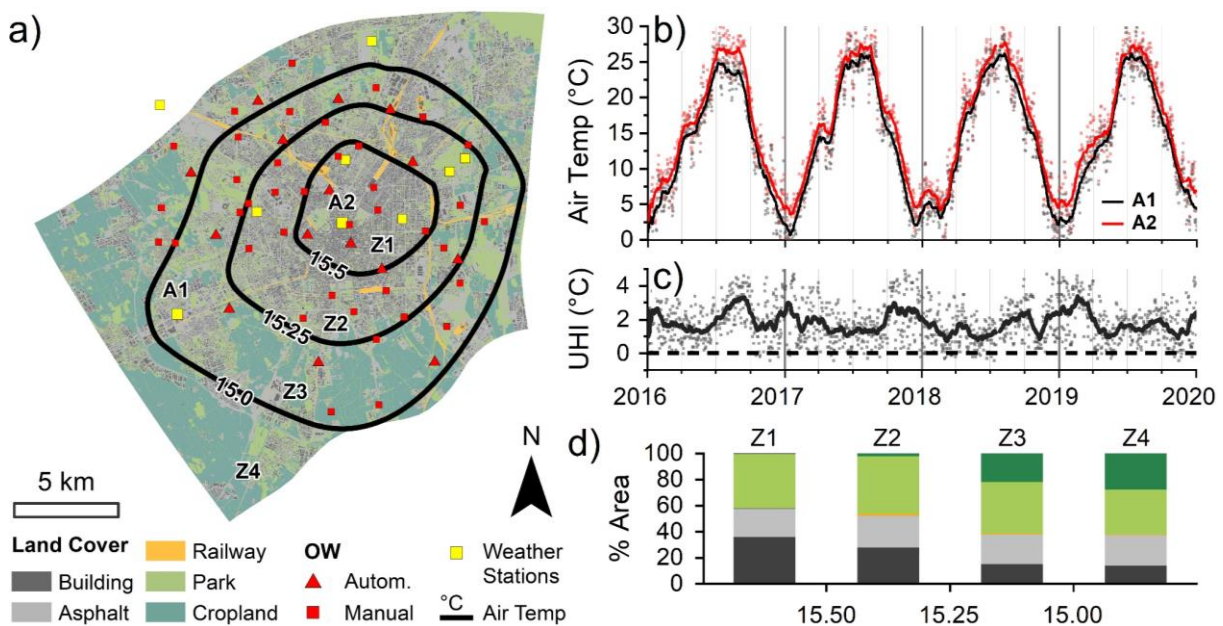 a)
A2
Z1
15.5
A1
Z2
15.25
Z3
15.0
Z4
N
5 km
Land Cover
Building
Asphalt
Railway
Park
Cropland
OW
Autom.
Manual
Weather
Stations
°C
Air Temp
b)
Air Temp (°C)
30
25
20
15
10
5
0
A1
A2
c)
UHI (°C)
4
2
0
2016 2017 2018 2019 2020
d)
Z1 Z2 Z3 Z4
% Area
100
80
60
40
20
0
15.50 15.25 15.00